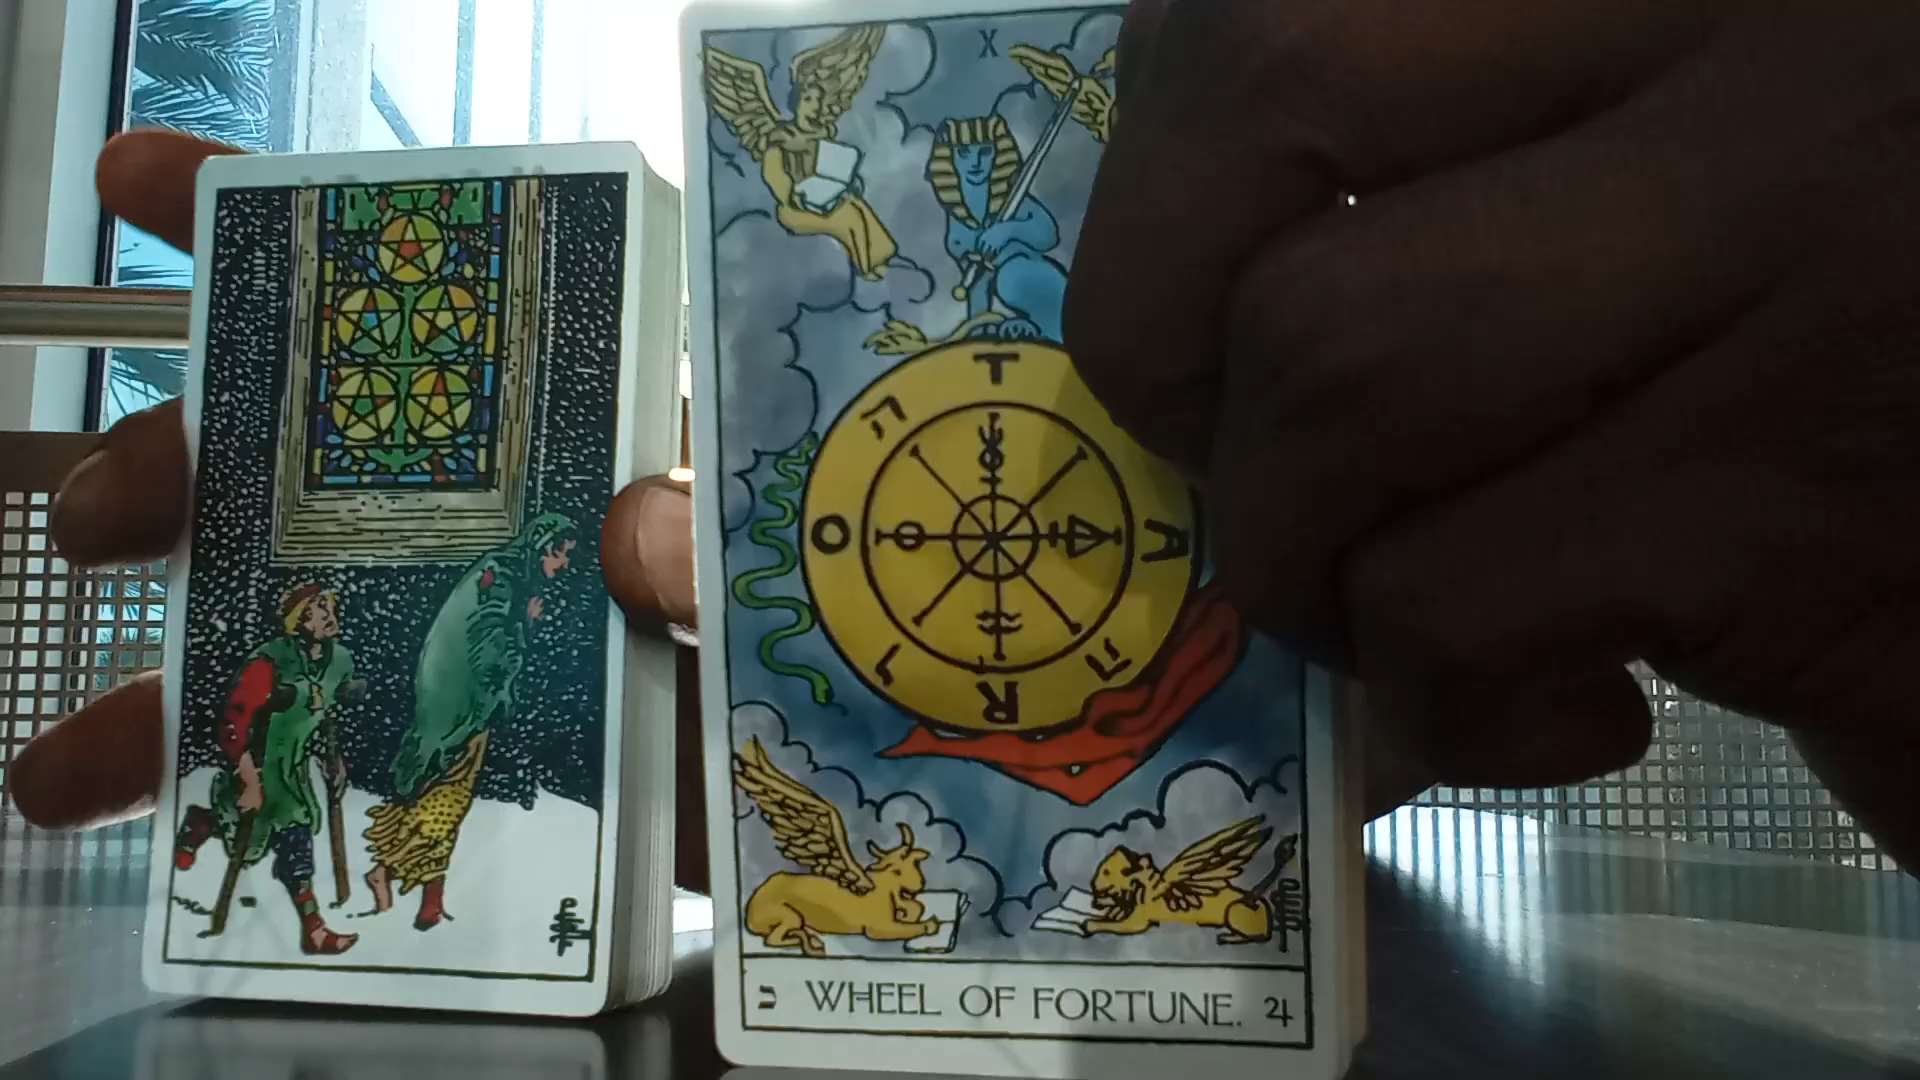 X
T
ה
O
A
ו
ה
R
כ WHEEL OF FORTUNE. ♃